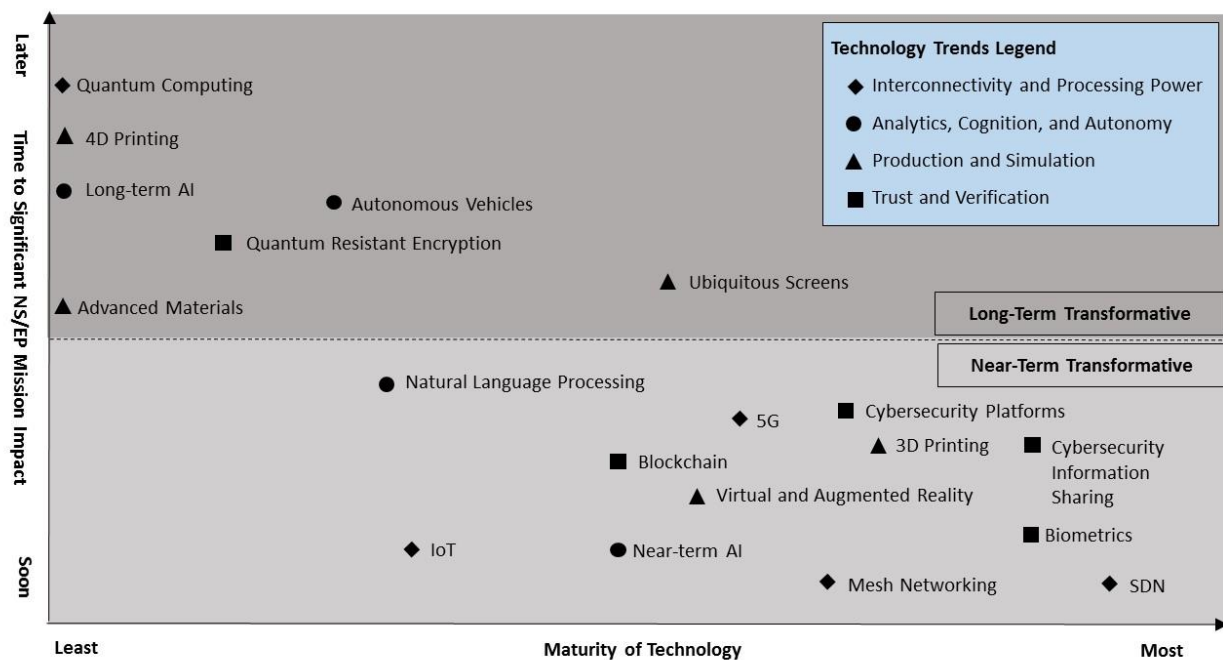 Later
Time to Significant NS/EP Mission Impact
Soon
Technology Trends Legend
Interconnectivity and Processing Power
Analytics, Cognition, and Autonomy
Production and Simulation
Trust and Verification
Quantum Computing
4D Printing
Long-term AI
Autonomous Vehicles
Quantum Resistant Encryption
Ubiquitous Screens
Advanced Materials
Long-Term Transformative
Near-Term Transformative
Natural Language Processing
5G
Cybersecurity Platforms
3D Printing
Cybersecurity
Information
Sharing
Blockchain
Virtual and Augmented Reality
Biometrics
IoT
Near-term AI
Mesh Networking
SDN
Least
Maturity of Technology
Most